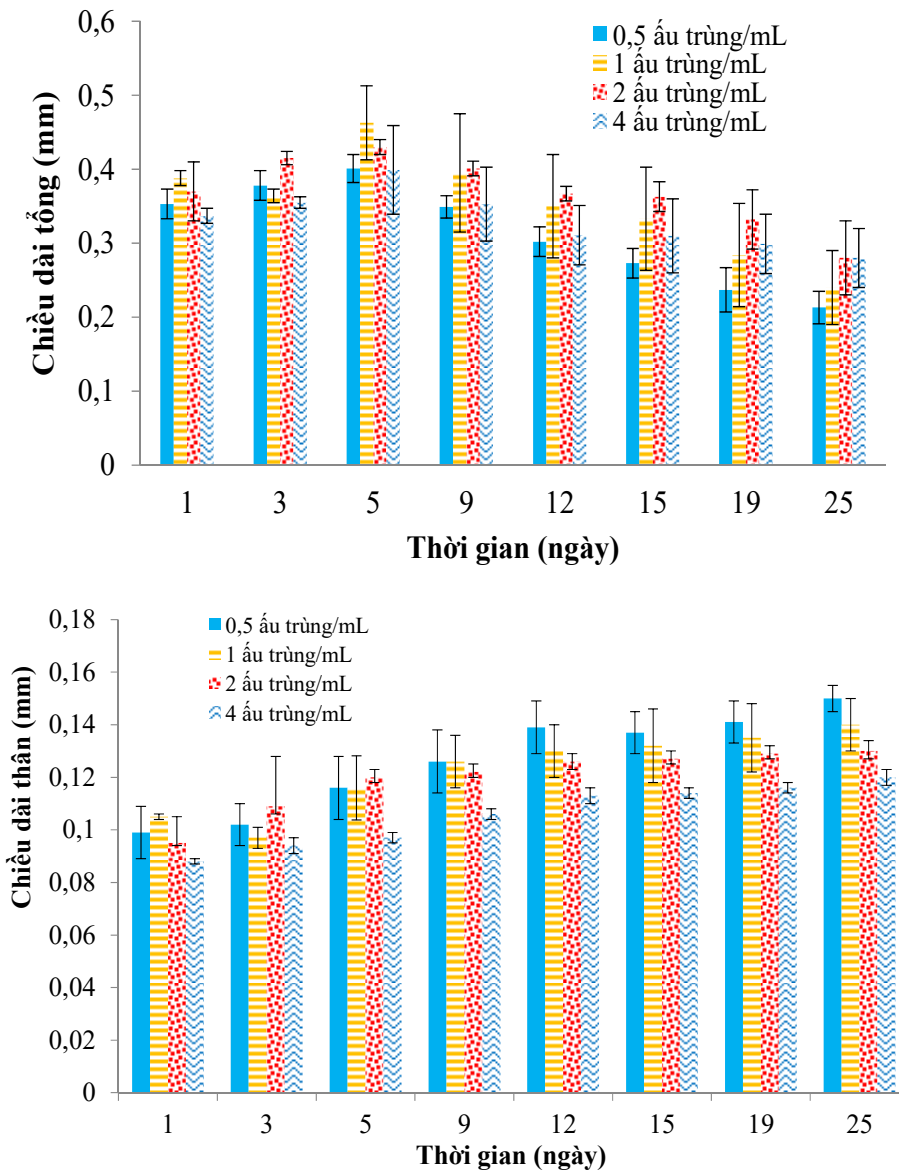 0,6
0,5
0,4
0,3
0,2
0,1
0
Chiều dài tổng (mm)
0,5 ấu trùng/mL
1 ấu trùng/mL
2 ấu trùng/mL
4 ấu trùng/mL
1 3 5 9 12 15 19 25
Thời gian (ngày)
0,18
0,16
0,14
0,12
0,1
0,08
0,06
0,04
0,02
0
Chiều dài thân (mm)
0,5 ấu trùng/mL
1 ấu trùng/mL
2 ấu trùng/mL
4 ấu trùng/mL
1 3 5 9 12 15 19 25
Thời gian (ngày)